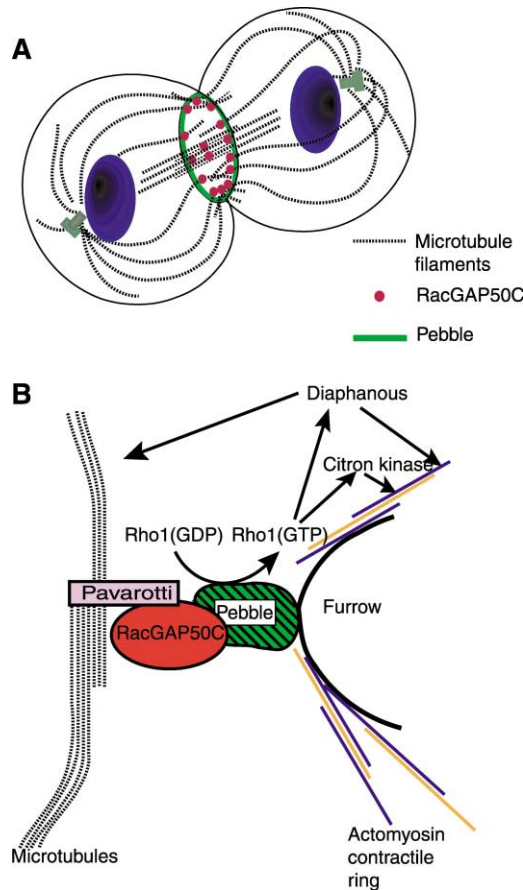 A
Microtubule
filaments
RacGAP50C
Pebble
B
Diaphanous
Citron kinase
Rho1(GDP) Rho1(GTP)
Pavarotti
Pebble
RacGAP50C
Furrow
Actomyosin
contractile
ring
Microtubules